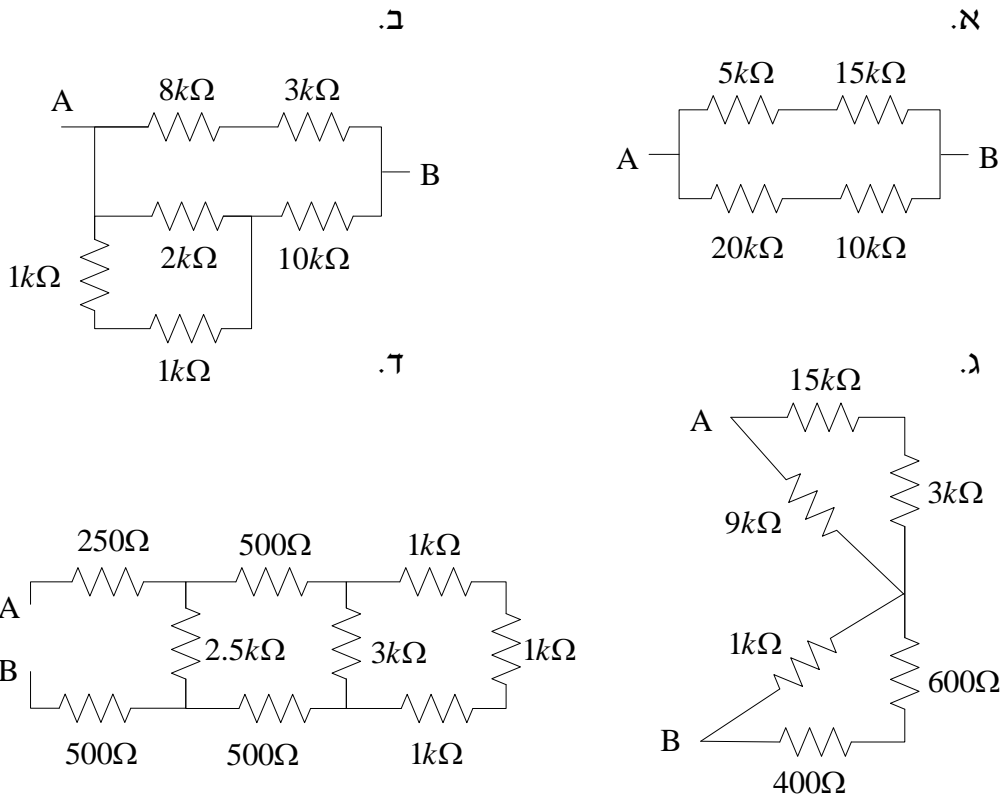 א.
5kΩ 15kΩ
A B
20kΩ 10kΩ
ב.
A 8kΩ 3kΩ
B
2kΩ 10kΩ
1kΩ
1kΩ
ג.
15kΩ
A
3kΩ
9kΩ
1kΩ
600Ω
B
400Ω
ד.
250Ω 500Ω 1kΩ
A
2.5kΩ 3kΩ 1kΩ
B
500Ω 500Ω 1kΩ